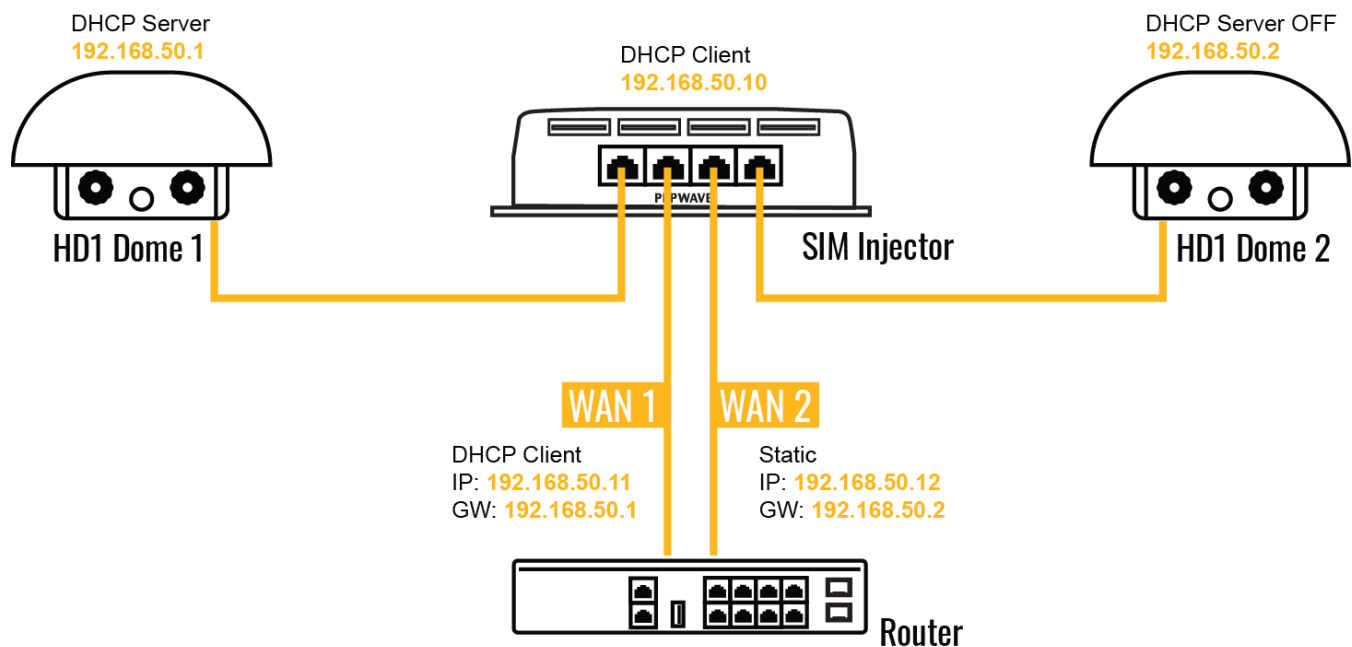 DHCP Server
192.168.50.1
DHCP Client
192.168.50.10
DHCP Server OFF
192.168.50.2
PEPWAVE
HD1 Dome 1
SIM Injector
HD1 Dome 2
WAN 1
WAN 2
DHCP Client
IP: 192.168.50.11
GW: 192.168.50.1
Static
IP: 192.168.50.12
GW: 192.168.50.2
Router